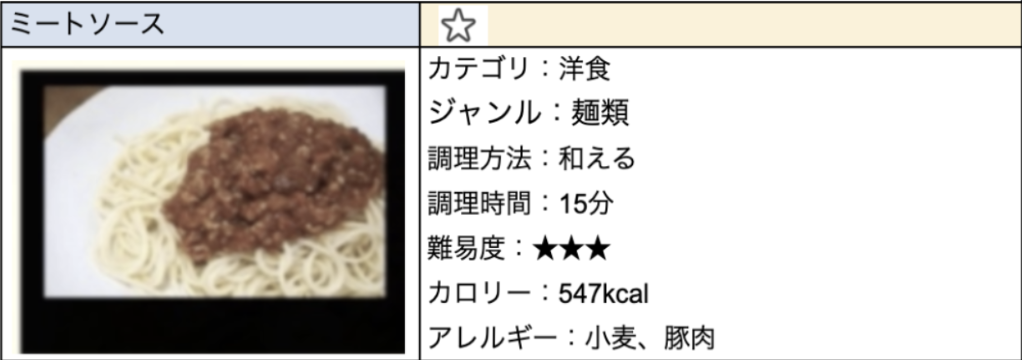 ミートソース
カテゴリ：洋食
ジャンル：麺類
調理方法：和える
調理時間：15分
難易度：★★★
カロリー：547kcal
アレルギー：小麦、豚肉